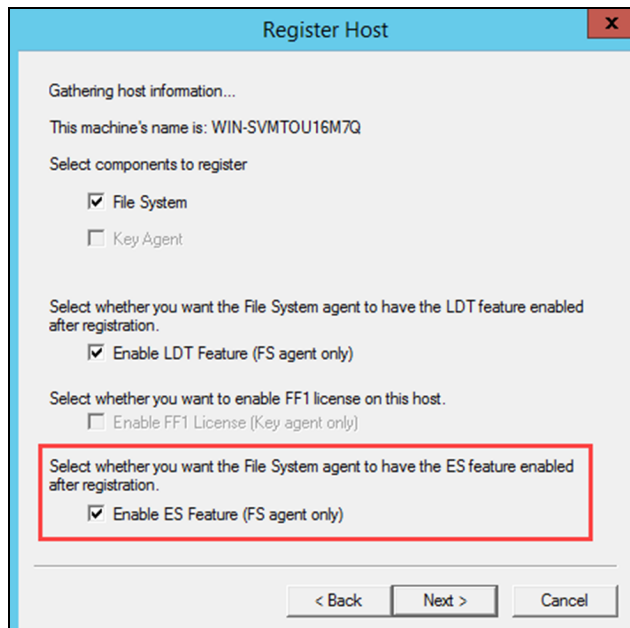 Register Host
x
Gathering host information...
This machine's name is: WIN-SVMTOU16M7Q
Select components to register
File System
Key Agent
Select whether you want the File System agent to have the LDT feature enabled
after registration.
Enable LDT Feature (FS agent only)
Select whether you want to enable FF1 license on this host.
Enable FF1 License (Key agent only)
Select whether you want the File System agent to have the ES feature enabled
after registration.
Enable ES Feature (FS agent only)
< Back
Next >
Cancel